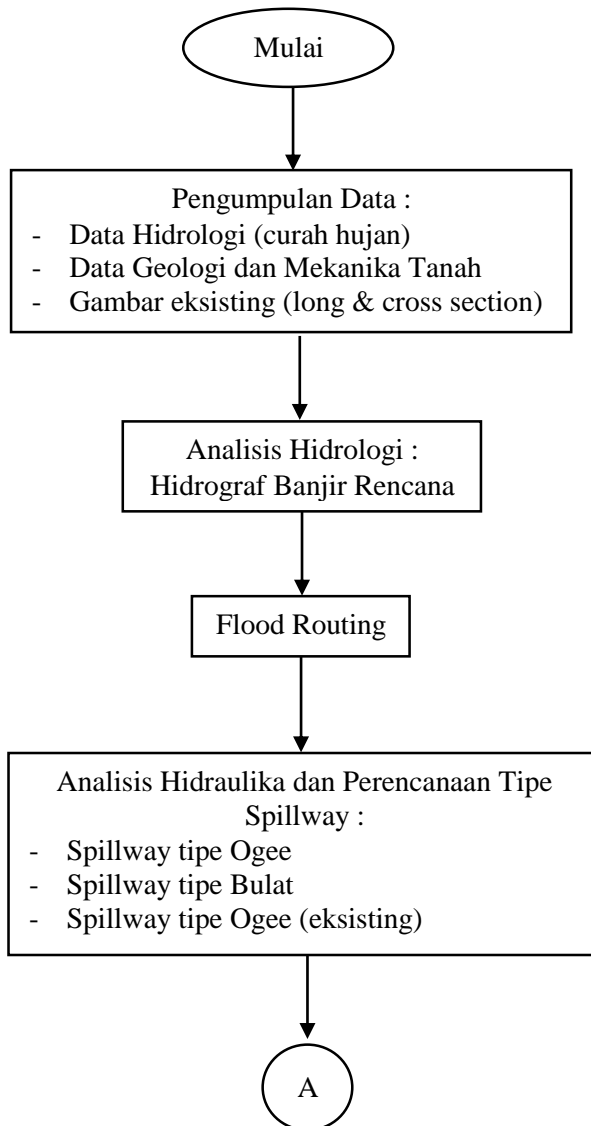 Mulai
Pengumpulan Data :
- Data Hidrologi (curah hujan)
- Data Geologi dan Mekanika Tanah
- Gambar eksisting (long & cross section)
Analisis Hidrologi :
Hidrograf Banjir Rencana
Flood Routing
Analisis Hidraulika dan Perencanaan Tipe
Spillway :
- Spillway tipe Ogee
- Spillway tipe Bulat
- Spillway tipe Ogee (eksisting)
A